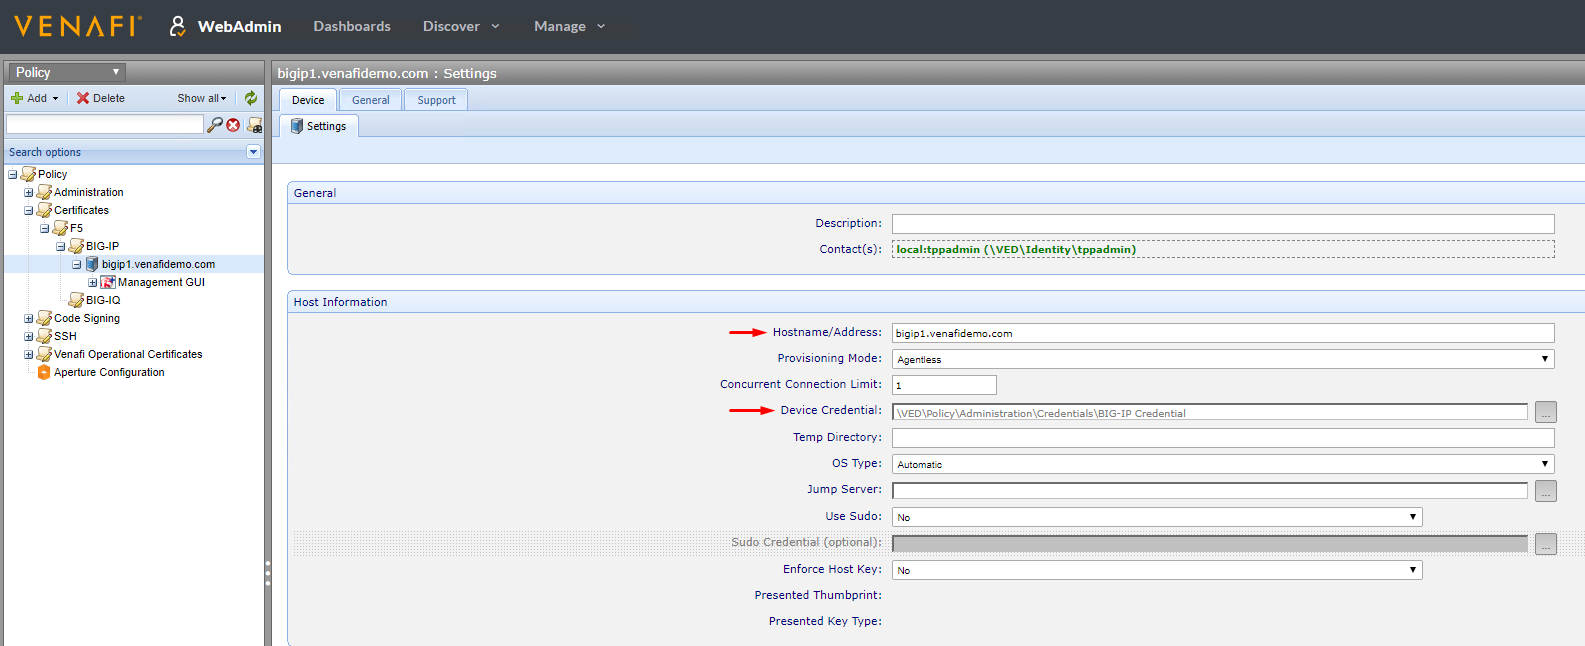 VENAFI WebAdmin Dashboards Discover Manage
Policy
Add Delete Show all
Search options
Policy
Administration
Certificates
F5
BIG-IP
bigip1.venafidemo.com
Management GUI
BIG-IQ
Code Signing
SSH
Venafi Operational Certificates
Aperture Configuration
bigip1.venafidemo.com : Settings
Device General Support
Settings
General
Description:
Contact(s): local:tppadmin (\VED\Identity\tppadmin)
Host Information
Hostname/Address: bigip1.venafidemo.com
Provisioning Mode: Agentless
Concurrent Connection Limit: 1
Device Credential: \VED\Policy\Administration\Credentials\BIG-IP Credential ...
Temp Directory:
OS Type: Automatic
Jump Server: ...
Use Sudo: No
Sudo Credential (optional): ...
Enforce Host Key: No
Presented Thumbprint:
Presented Key Type: